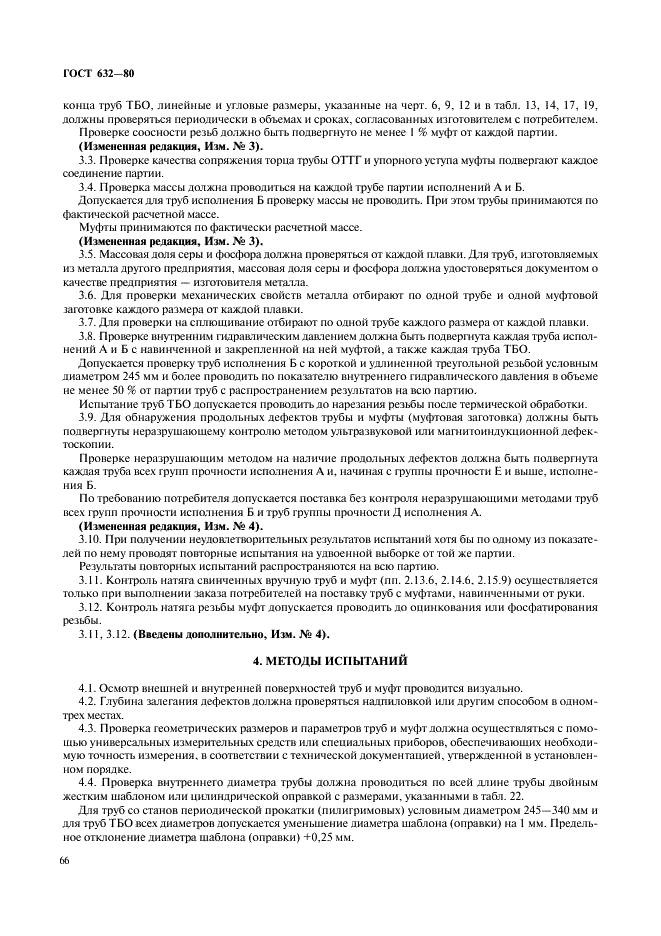 ГОСТ 632—80
конца труб ТБО, линейные и угловые размеры, указанные на черт. 6, 9, 12 и в табл. 13, 14, 17, 19,
должны проверяться периодически в объемах и сроках, согласованных изготовителем с потребителем.
Проверке соосности резьб должно быть подвергнуто не менее 1 % муфт от каждой партии.
(Измененная редакция, Изм. № 3).
3.3. Проверке качества сопряжения торца трубы ОТТГ и упорного уступа муфты подвергают каждое
соединение партии.
3.4. Проверка массы должна проводиться на каждой трубе партии исполнений А и Б.
Допускается для труб исполнения Б проверку массы не проводить. При этом трубы принимаются по
фактической расчетной массе.
Муфты принимаются по фактически расчетной массе.
(Измененная редакция, Изм. № 3).
3.5. Массовая доля серы и фосфора должна проверяться от каждой плавки. Для труб, изготовляемых
из металла другого предприятия, массовая доля серы и фосфора должна удостоверяться документом о
качестве предприятия — изготовителя металла.
3.6. Для проверки механических свойств металла отбирают по одной трубе и одной муфтовой
заготовке каждого размера от каждой плавки.
3.7. Для проверки на сплющивание отбирают по одной трубе каждого размера от каждой плавки.
3.8. Проверке внутренним гидравлическим давлением должна быть подвергнута каждая труба испол-
нений А и Б с навинченной и закрепленной на ней муфтой, а также каждая труба ТБО.
Допускается проверку труб исполнения Б с короткой и удлиненной треугольной резьбой условным
диаметром 245 мм и более проводить по показателю внутреннего гидравлического давления в объеме
не менее 50 % от партии труб с распространением результатов на всю партию.
Испытание труб ТБО допускается проводить до нарезания резьбы после термической обработки.
3.9. Для обнаружения продольных дефектов трубы и муфты (муфтовая заготовка) должны быть
подвергнуты неразрушающему контролю методом ультразвуковой или магнитоиндукционной дефек-
тоскопии.
Проверке неразрушающим методом на наличие продольных дефектов должна быть подвергнута
каждая труба всех групп прочности исполнения А и, начиная с группы прочности Е и выше, исполне-
ния Б.
По требованию потребителя допускается поставка без контроля неразрушающими методами труб
всех групп прочности исполнения Б и труб группы прочности Д исполнения А.
(Измененная редакция, Изм. № 4).
3.10. При получении неудовлетворительных результатов испытаний хотя бы по одному из показате-
лей по нему проводят повторные испытания на удвоенной выборке от той же партии.
Результаты повторных испытаний распространяются на всю партию.
3.11. Контроль натяга свинченных вручную труб и муфт (пп. 2.13.6, 2.14.6, 2.15.9) осуществляется
только при выполнении заказа потребителей на поставку труб с муфтами, навинченными от руки.
3.12. Контроль натяга резьбы муфт допускается проводить до оцинкования или фосфатирования
резьбы.
3.11, 3.12. (Введены дополнительно, Изм. № 4).
4. МЕТОДЫ ИСПЫТАНИЙ
4.1. Осмотр внешней и внутренней поверхностей труб и муфт проводится визуально.
4.2. Глубина залегания дефектов должна проверяться надпиловкой или другим способом в одном-
трех местах.
4.3. Проверка геометрических размеров и параметров труб и муфт должна осуществляться с помо-
щью универсальных измерительных средств или специальных приборов, обеспечивающих необходи-
мую точность измерения, в соответствии с технической документацией, утвержденной в установлен-
ном порядке.
4.4. Проверка внутреннего диаметра трубы должна проводиться по всей длине трубы двойным
жестким шаблоном или цилиндрической оправкой с размерами, указанными в табл. 22.
Для труб со станов периодической прокатки (пилигримовых) условным диаметром 245—340 мм и
для труб ТБО всех диаметров допускается уменьшение диаметра шаблона (оправки) на 1 мм. Предель-
ное отклонение диаметра шаблона (оправки) +0,25 мм.
66